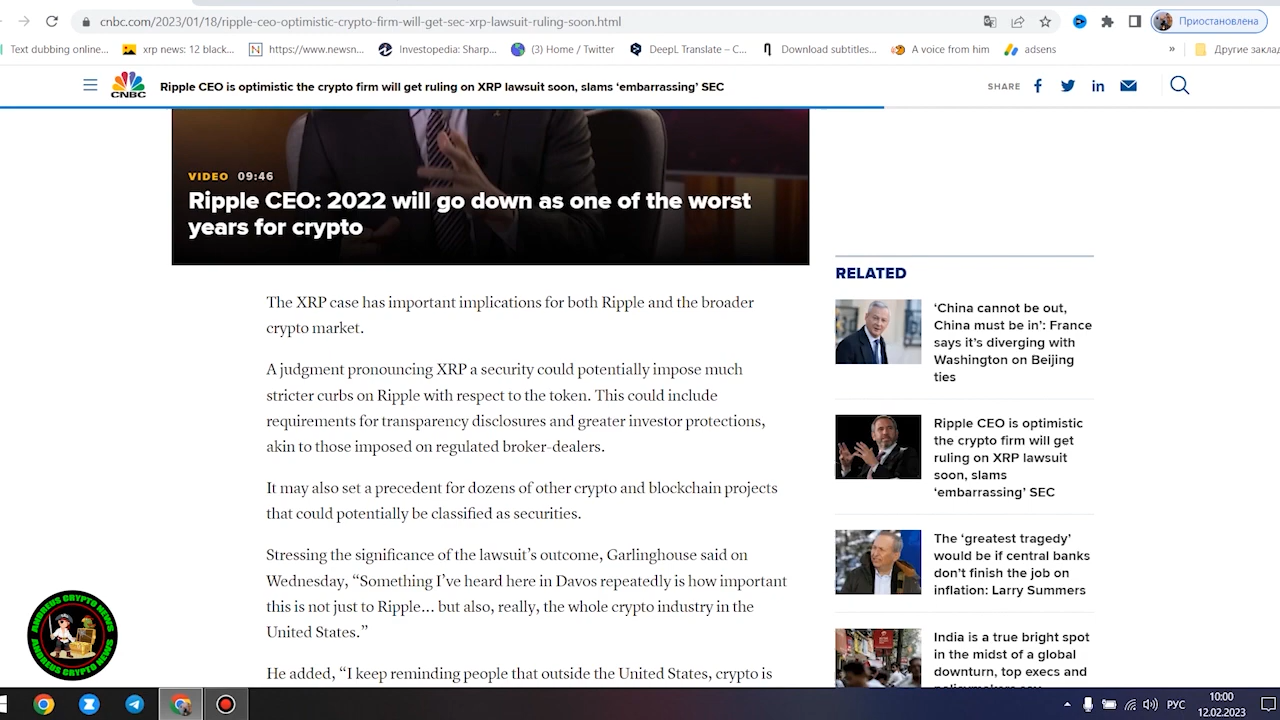 cnbc.com/2023/01/18/ripple-ceo-optimistic-crypto-firm-will-get-sec-xrp-lawsuit-ruling-soon.html
Приостановлена
Text dubbing online...
xrp news: 12 black...
https://www.newsn...
Investopedia: Sharp...
(3) Home / Twitter
DeepL Translate – C...
Download subtitles...
A voice from him
adsens
»
Другие заклад
CNBC
Ripple CEO is optimistic the crypto firm will get ruling on XRP lawsuit soon, slams ‘embarrassing’ SEC
SHARE
VIDEO 09:46
Ripple CEO: 2022 will go down as one of the worst
years for crypto
The XRP case has important implications for both Ripple and the broader
crypto market.
A judgment pronouncing XRP a security could potentially impose much
stricter curbs on Ripple with respect to the token. This could include
requirements for transparency disclosures and greater investor protections,
akin to those imposed on regulated broker-dealers.
It may also set a precedent for dozens of other crypto and blockchain projects
that could potentially be classified as securities.
Stressing the significance of the lawsuit’s outcome, Garlinghouse said on
Wednesday, “Something I’ve heard here in Davos repeatedly is how important
this is not just to Ripple… but also, really, the whole crypto industry in the
United States.”
He added, “I keep reminding people that outside the United States, crypto is
RELATED
‘China cannot be out,
China must be in’: France
says it’s diverging with
Washington on Beijing
ties
Ripple CEO is optimistic
the crypto firm will get
ruling on XRP lawsuit
soon, slams
‘embarrassing’ SEC
The ‘greatest tragedy’
would be if central banks
don’t finish the job on
inflation: Larry Summers
India is a true bright spot
in the midst of a global
downturn, top execs and
policymakers say
ANDREUS CRYPTO NEWS
ANDREUS CRYPTO NEWS
РУС
10:00
12.02.2023